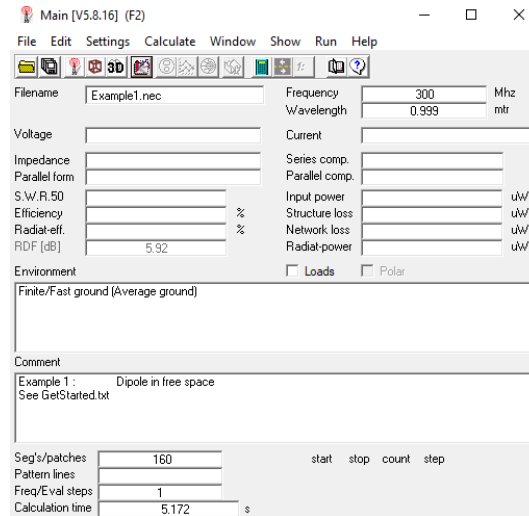 Main [V5.8.16] (F2)
File Edit Settings Calculate Window Show Run Help
3D
Filename Example1.nec Frequency 300 Mhz
Wavelength 0.999 mtr
Voltage Current
Impedance Series comp.
Parallel form Parallel comp.
S.W.R.50 Input power uW
Efficiency % Structure loss uW
Radiat-eff. % Network loss uW
RDF [dB] 5.92 Radiat-power uW
Environment Loads Polar
Finite/Fast ground (Average ground)
Comment
Example 1 : Dipole in free space
See GetStarted.txt
Seg's/patches 160 start stop count step
Pattern lines
Freq/Eval steps 1
Calculation time 5.172 s